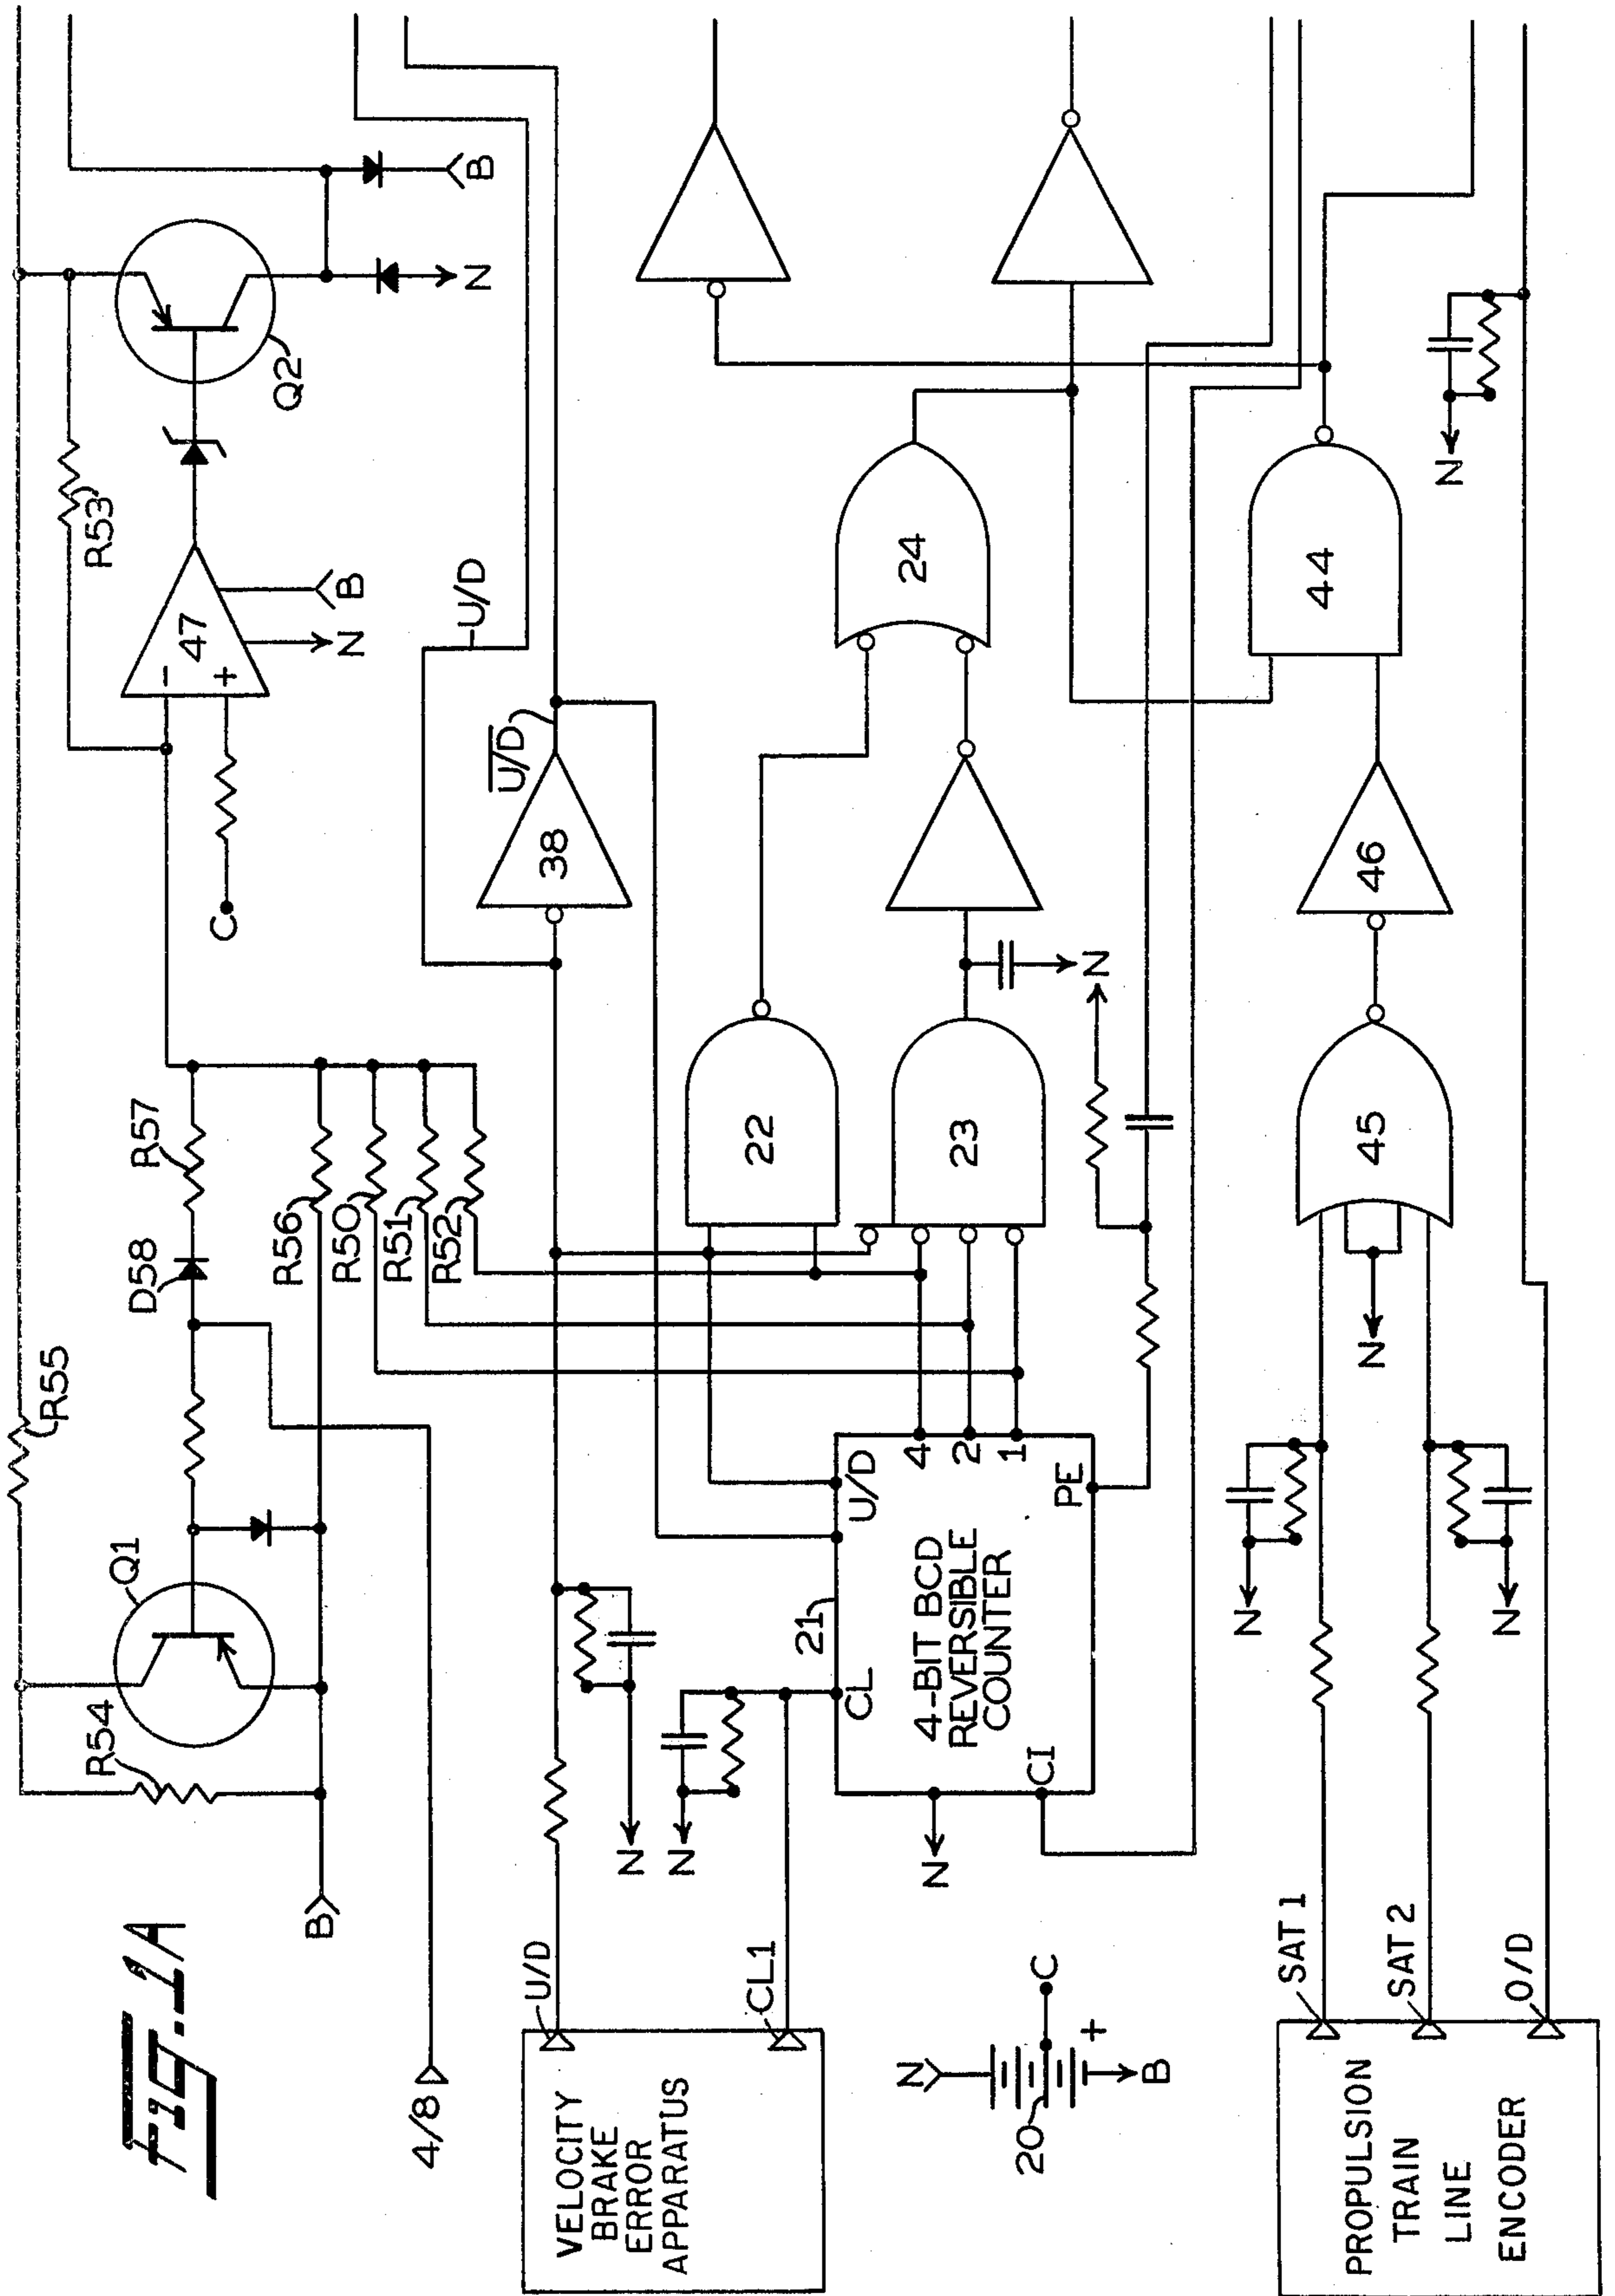 FIG. 1A
R55
R54
Q1
D58
R57
R56
R50
R51
R52
B
4/8
C
-
+
47
N
B
R53
Q2
N
B
VELOCITY
BRAKE
ERROR
APPARATUS
U/D
CL1
N
N
38
U/D
U/D
21
CL
U/D
4-BIT BCD
REVERSIBLE
COUNTER
4
2
1
PE
CI
N
22
23
N
N
24
N
C
20
+
B
PROPULSION
TRAIN
LINE
ENCODER
SAT 1
SAT 2
O/D
N
N
N
45
46
44
N